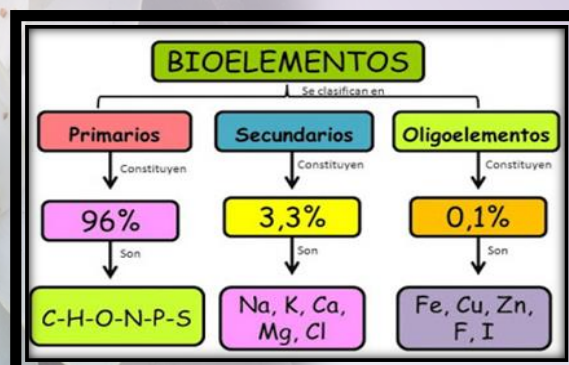 BIOELEMENTOS
Se clasifican en
Primarios
Secundarios
Oligoelementos
Constituyen
Constituyen
Constituyen
96%
3,3%
0,1%
Son
Son
Son
C-H-O-N-P-S
Na, K, Ca,
Mg, Cl
Fe, Cu, Zn,
F, I